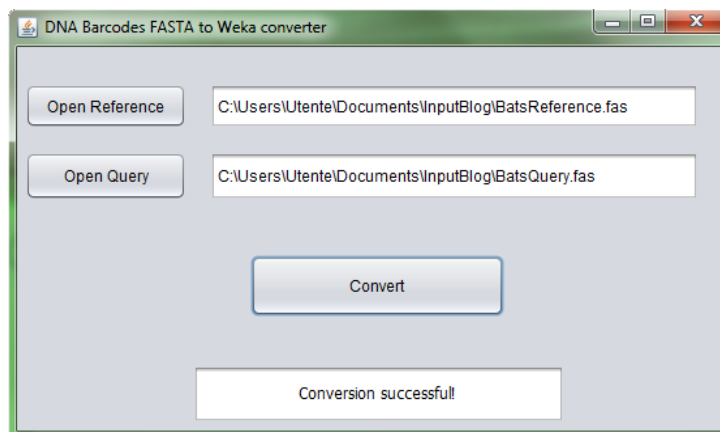 DNA Barcodes FASTA to Weka converter
Open Reference C:\Users\Utente\Documents\InputBlog\BatsReference.fas
Open Query C:\Users\Utente\Documents\InputBlog\BatsQuery.fas
Convert
Conversion successful!